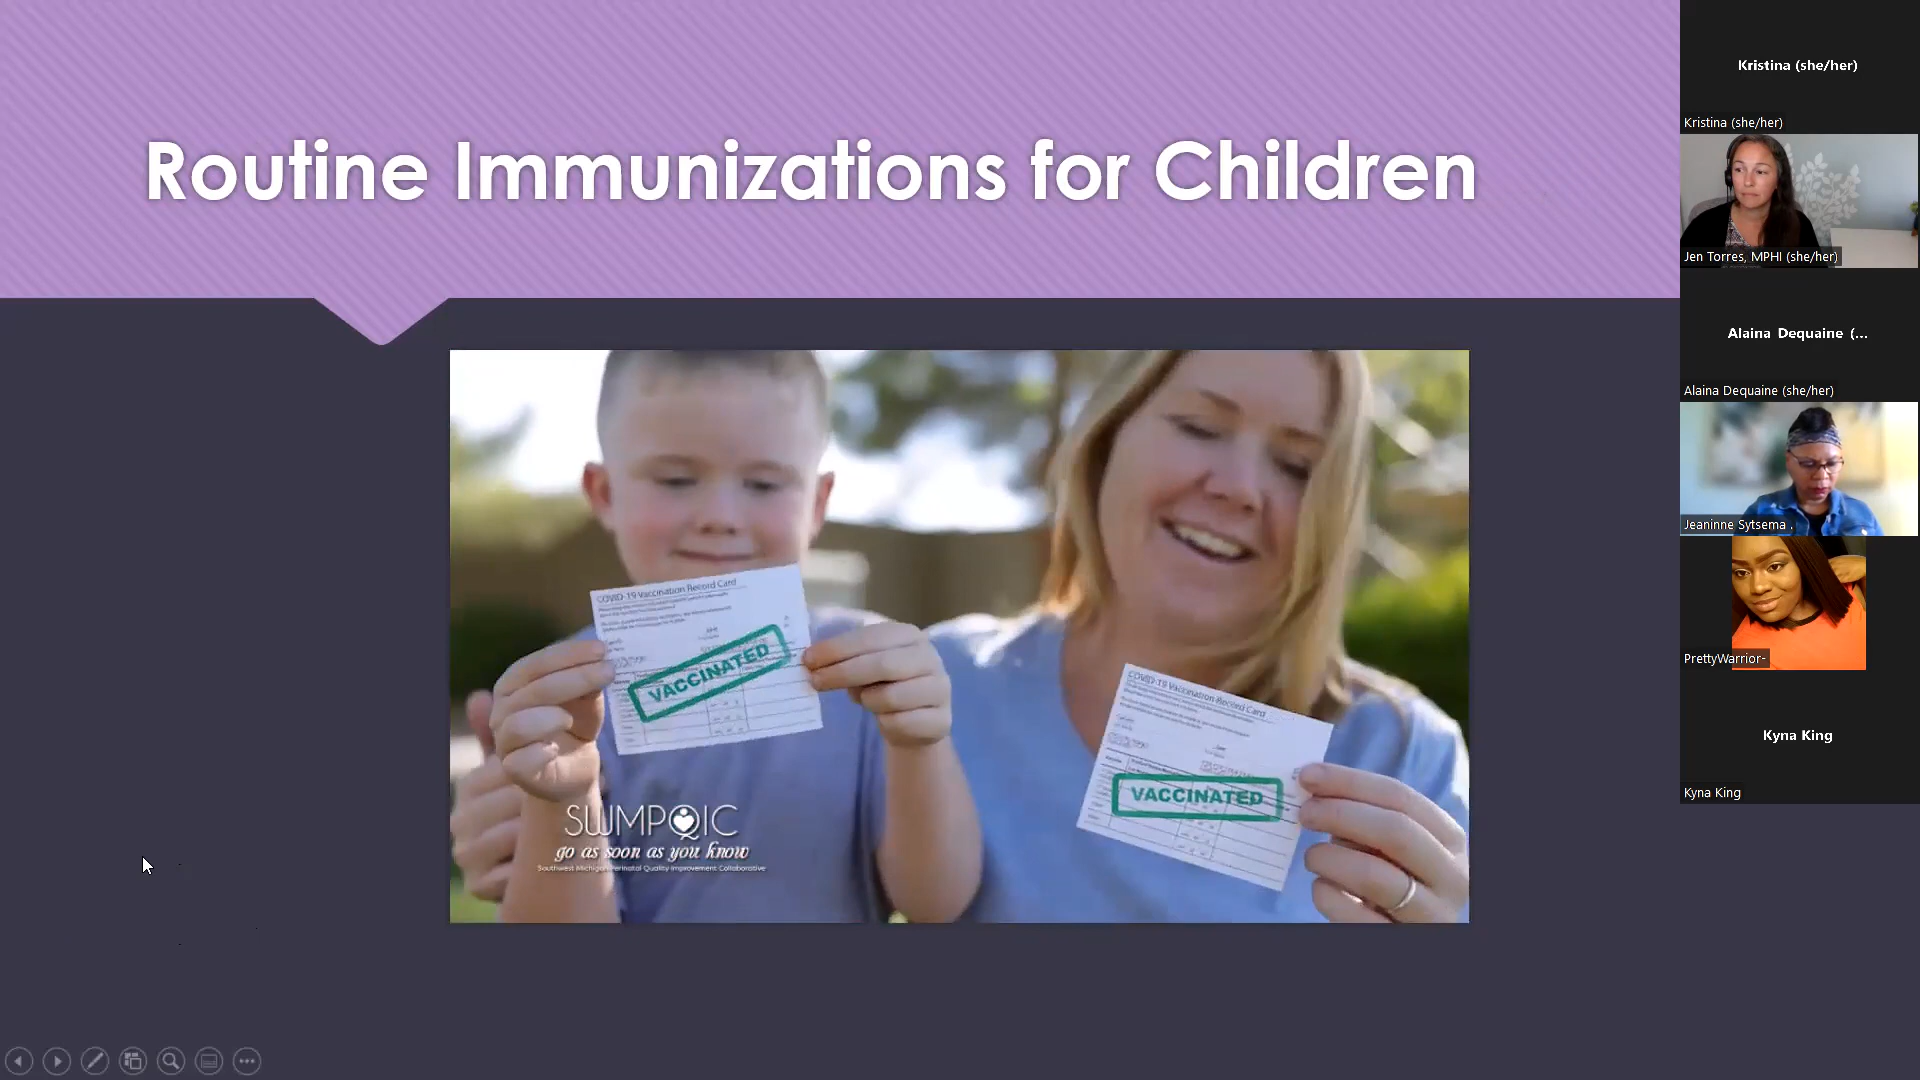 Routine Immunizations for Children
COVID-19 Vaccination Record Card
VACCINATED
COVID-19 Vaccination Record Card
VACCINATED
SWMPQIC
go as soon as you know
Southwest Michigan Perinatal Quality Improvement Collaborative
Kristina (she/her)
Kristina (she/her)
Jen Torres, MPHI (she/her)
Alaina Dequaine (...
Alaina Dequaine (she/her)
Jeaninne Sytsema .
PrettyWarrior-
Kyna King
Kyna King